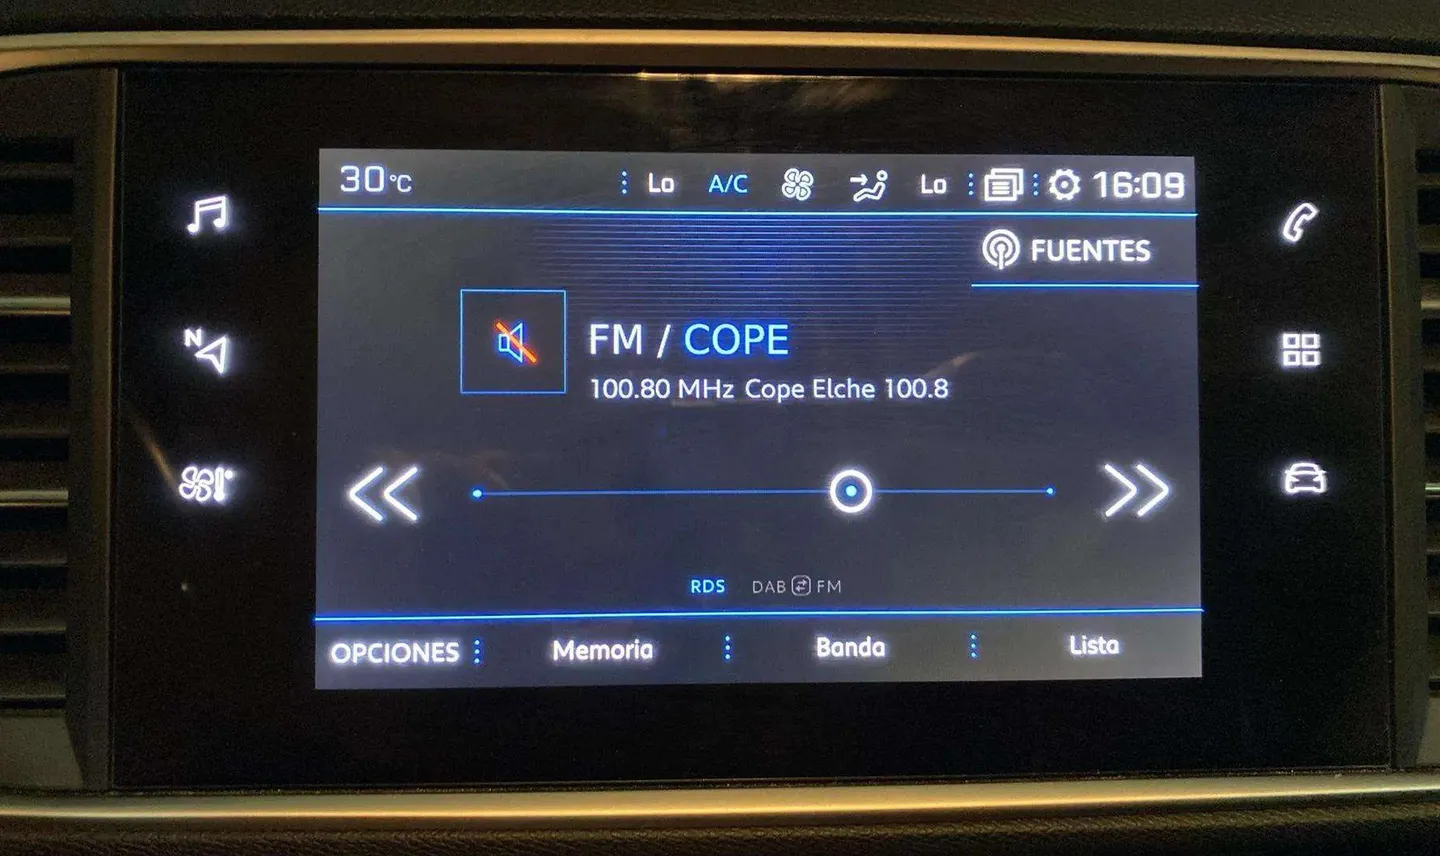 30°C Lo A/C Lo 16:09
FUENTES
FM / COPE
100.80 MHz Cope Elche 100.8
N
RDS DAB FM
OPCIONES Memoria Banda Lista